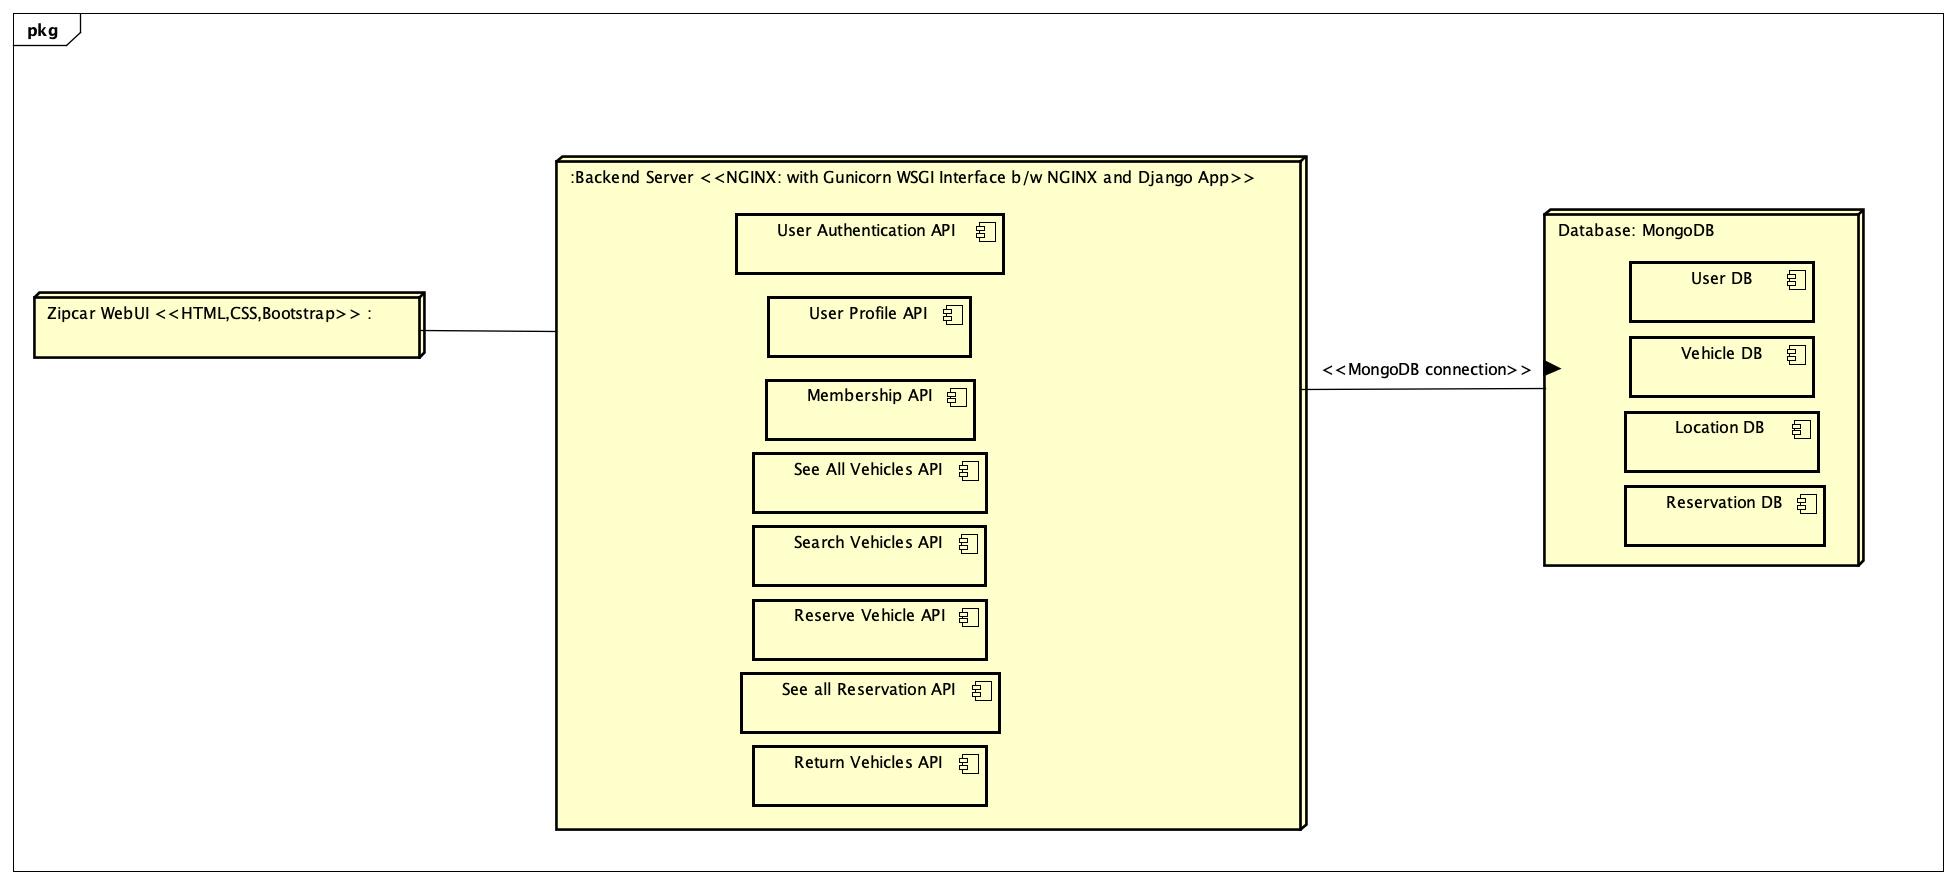 pkg
:Backend Server <<NGINX: with Gunicorn WSGI Interface b/w NGINX and Django App>>
User Authentication API
User Profile API
Membership API
See All Vehicles API
Search Vehicles API
Reserve Vehicle API
See all Reservation API
Return Vehicles API
Zipcar WebUI <<HTML,CSS,Bootstrap>> :
<<MongoDB connection>>
Database: MongoDB
User DB
Vehicle DB
Location DB
Reservation DB